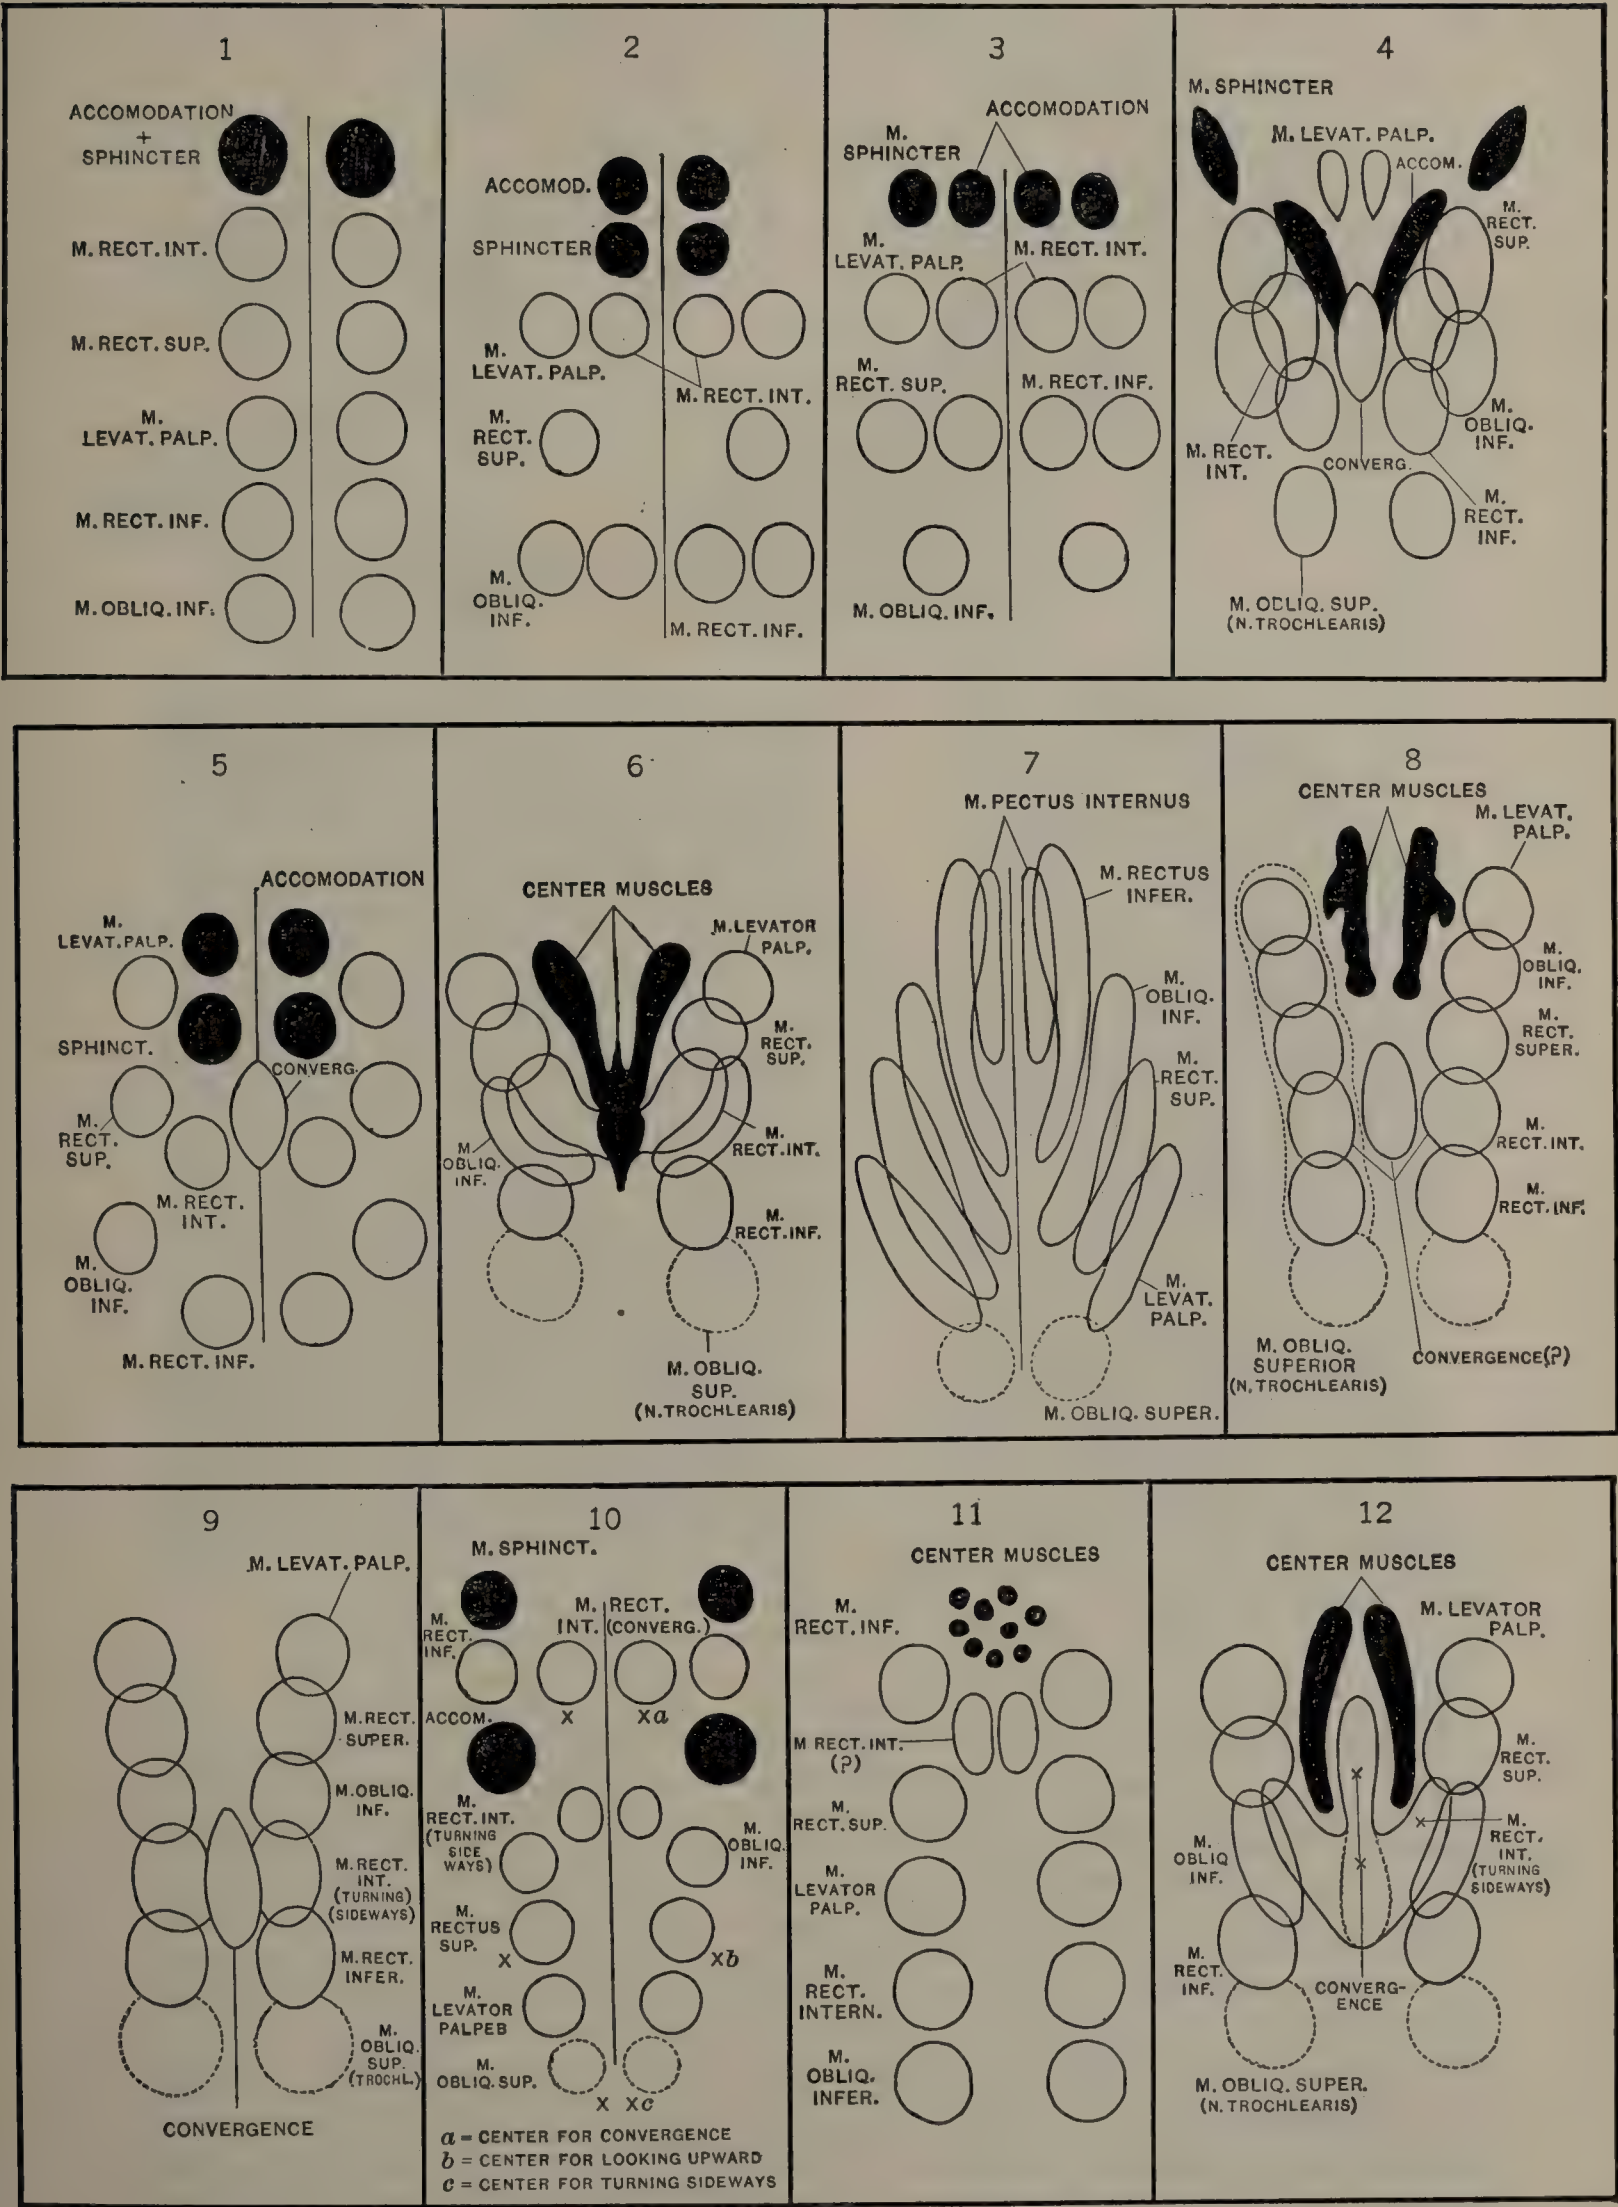 1
ACCOMODATION
+
SPHINCTER
M. RECT. INT.
M. RECT. SUP.
M.
LEVAT. PALP.
M. RECT. INF.
M. OBLIQ. INF.
2
ACCOMOD.
SPHINCTER
M.
LEVAT. PALP.
M. RECT. INT.
M.
RECT.
SUP.
M.
OBLIQ.
INF.
M. RECT. INF.
3
ACCOMODATION
M.
SPHINCTER
M.
LEVAT. PALP.
M. RECT. INT.
M.
RECT. SUP.
M. RECT. INF.
M. OBLIQ. INF.
4
M. SPHINCTER
M. LEVAT. PALP.
ACCOM.
M.
RECT.
SUP.
M.
OBLIQ.
INF.
M. RECT.
INT.
CONVERG.
M.
RECT.
INF.
M. OBLIQ. SUP.
(N. TROCHLEARIS)
5
ACCOMODATION
M.
LEVAT. PALP.
SPHINCT.
CONVERG.
M.
RECT.
SUP.
M. RECT.
INT.
M.
OBLIQ.
INF.
M. RECT. INF.
6
CENTER MUSCLES
M. LEVATOR
PALP.
M.
RECT.
SUP.
M.
RECT. INT.
M
OBLIQ.
INF.
M.
RECT. INF.
M. OBLIQ.
SUP.
(N. TROCHLEARIS)
7
M. PECTUS INTERNUS
M. RECTUS
INFER.
M.
OBLIQ.
INF.
M.
RECT.
SUP.
M.
LEVAT.
PALP.
M. OBLIQ. SUPER.
8
CENTER MUSCLES
M. LEVAT.
PALP.
M.
OBLIQ.
INF.
M.
RECT.
SUPER.
M.
RECT. INT.
M.
RECT. INF.
M. OBLIQ.
SUPERIOR
(N. TROCHLEARIS)
CONVERGENCE(?)
9
M. LEVAT. PALP.
M. RECT.
SUPER.
M. OBLIQ.
INF.
M. RECT.
INT.
(TURNING)
(SIDEWAYS)
M. RECT.
INFER.
M.
OBLIQ.
SUP.
(TROCHL.)
CONVERGENCE
10
M. SPHINCT.
M.
RECT.
INF.
M. RECT.
INT. (CONVERG.)
ACCOM.
X Xa
M.
RECT. INT.
(TURNING
SIDE
WAYS)
M.
OBLIQ.
INF.
M.
RECTUS
SUP.
X Xb
M.
LEVATOR
PALPEB
M.
OBLIQ. SUP.
X Xc
a = CENTER FOR CONVERGENCE
b = CENTER FOR LOOKING UPWARD
c = CENTER FOR TURNING SIDEWAYS
11
CENTER MUSCLES
M.
RECT. INF.
M RECT. INT.
(?)
M.
RECT. SUP.
M.
LEVATOR
PALP.
M.
RECT.
INTERN.
M.
OBLIQ.
INFER.
12
CENTER MUSCLES
M. LEVATOR
PALP.
M.
RECT.
SUP.
X
X
X
M.
RECT.
INT.
(TURNING
SIDEWAYS)
M.
OBLIQ
INF.
M.
RECT.
INF.
CONVERG-
ENCE
M. OBLIQ. SUPER.
(N. TROCHLEARIS)